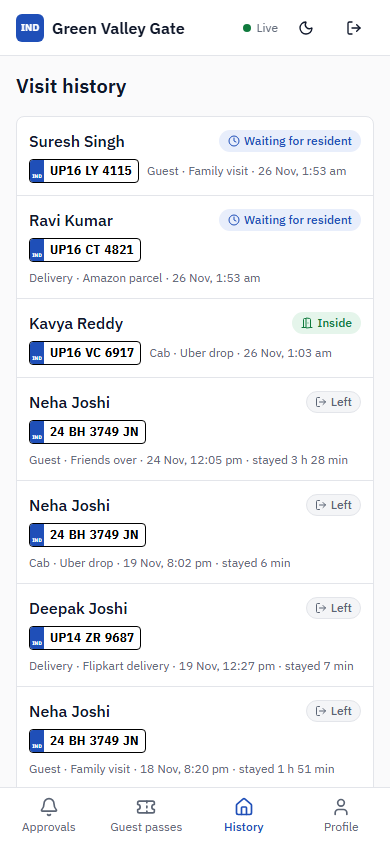 IND Green Valley Gate Live
Visit history
Suresh Singh Waiting for resident
IND UP16 LY 4115 Guest · Family visit · 26 Nov, 1:53 am
Ravi Kumar Waiting for resident
IND UP16 CT 4821
Delivery · Amazon parcel · 26 Nov, 1:53 am
Kavya Reddy Inside
IND UP16 VC 6917 Cab · Uber drop · 26 Nov, 1:03 am
Neha Joshi Left
IND 24 BH 3749 JN
Guest · Friends over · 24 Nov, 12:05 pm · stayed 3 h 28 min
Neha Joshi Left
IND 24 BH 3749 JN
Cab · Uber drop · 19 Nov, 8:02 pm · stayed 6 min
Deepak Joshi Left
IND UP14 ZR 9687
Delivery · Flipkart delivery · 19 Nov, 12:27 pm · stayed 7 min
Neha Joshi Left
IND 24 BH 3749 JN
Guest · Family visit · 18 Nov, 8:20 pm · stayed 1 h 51 min
Approvals Guest passes History Profile